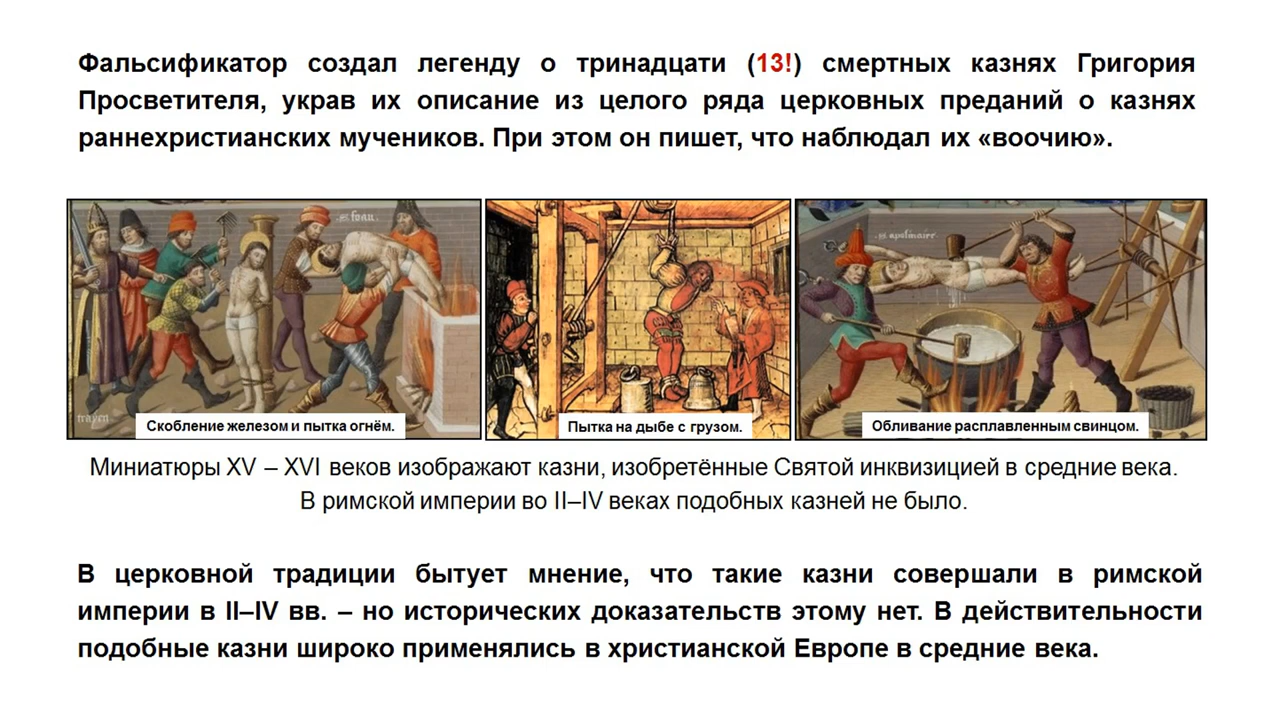 Фальсификатор создал легенду о тринадцати (13!) смертных казнях Григория
Просветителя, украв их описание из целого ряда церковных преданий о казнях
раннехристианских мучеников. При этом он пишет, что наблюдал их «воочию».
Скобление железом и пытка огнём.
Пытка на дыбе с грузом.
Обливание расплавленным свинцом.
Миниатюры XV – XVI веков изображают казни, изобретённые Святой инквизицией в средние века.
В римской империи во II–IV веках подобных казней не было.
В церковной традиции бытует мнение, что такие казни совершали в римской
империи в II–IV вв. – но исторических доказательств этому нет. В действительности
подобные казни широко применялись в христианской Европе в средние века.